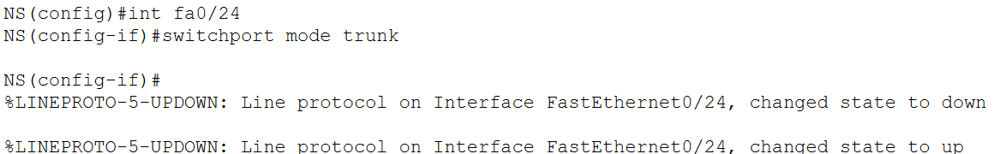 NS(config)#int fa0/24
NS(config-if)#switchport mode trunk
NS(config-if)#
%LINEPROTO-5-UPDOWN: Line protocol on Interface FastEthernet0/24, changed state to down
%LINEPROTO-5-UPDOWN: Line protocol on Interface FastEthernet0/24, changed state to up